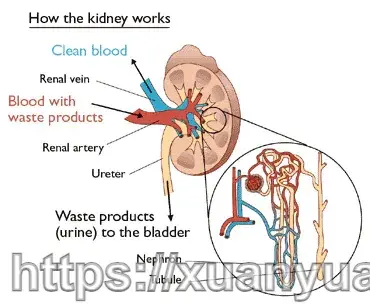 How the kidney works
Clean blood
Renal vein
Blood with
waste products
Renal artery
Ureter
Waste products
(urine) to the bladder
Nephron
Tubule
https://xuanyua